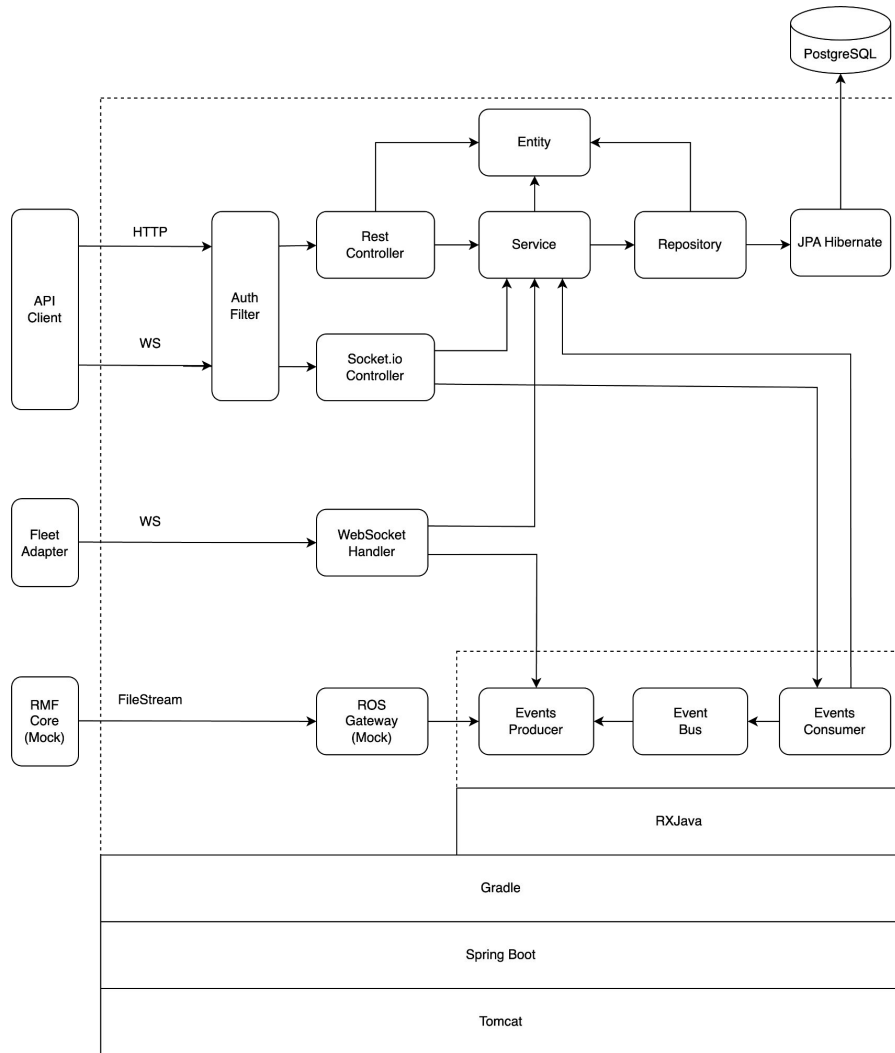 PostgreSQL
Entity
HTTP
API
Client
Auth
Filter
Rest
Controller
Service
Repository
JPA Hibernate
WS
Socket.io
Controller
Fleet
Adapter
WS
WebSocket
Handler
RMF
Core
(Mock)
FileStream
ROS
Gateway
(Mock)
Events
Producer
Event
Bus
Events
Consumer
RXJava
Gradle
Spring Boot
Tomcat